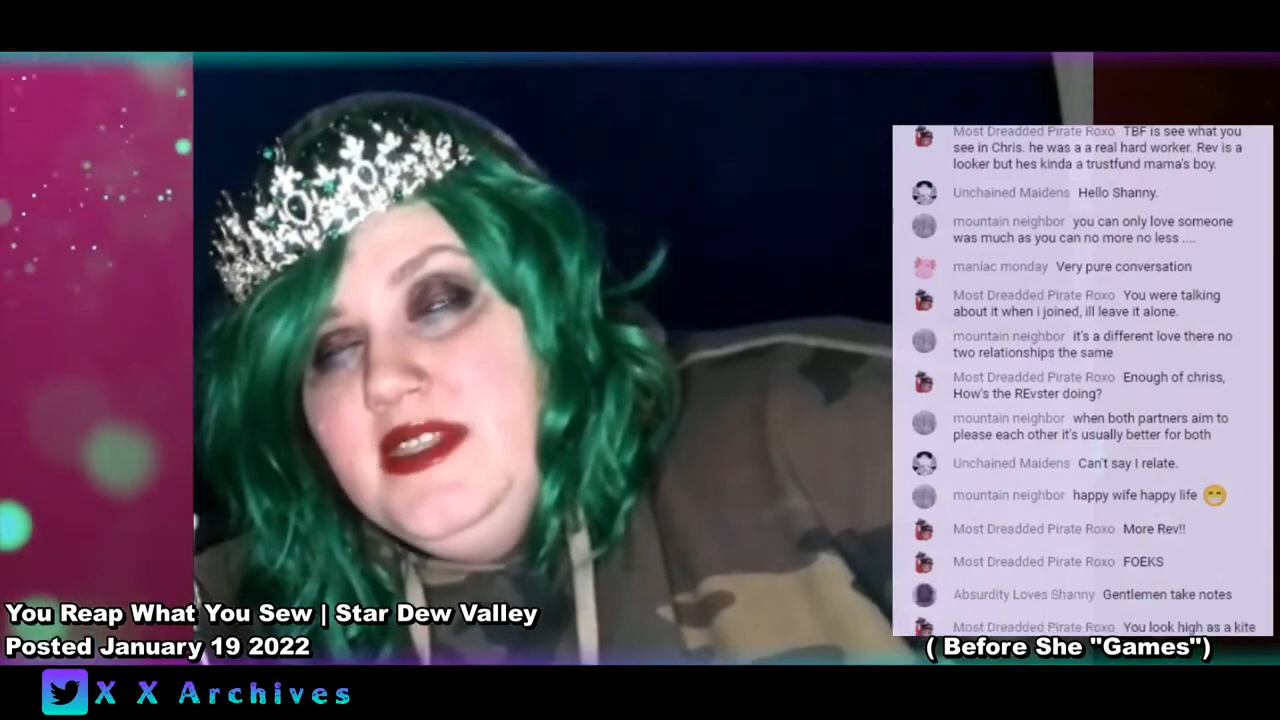 Most Dreadded Pirate Roxo TBF is see what you
see in Chris. he was a a real hard worker. Rev is a
looker but hes kinda a trustfund mama's boy.
Unchained Maidens Hello Shanny.
mountain neighbor you can only love someone
was much as you can no more no less ....
maniac monday Very pure conversation
Most Dreadded Pirate Roxo You were talking
about it when i joined, ill leave it alone.
mountain neighbor it's a different love there no
two relationships the same
Most Dreadded Pirate Roxo Enough of chriss,
How's the REvster doing?
mountain neighbor when both partners aim to
please each other it's usually better for both
Unchained Maidens Can't say I relate.
mountain neighbor happy wife happy life 😁
Most Dreadded Pirate Roxo More Rev!!
Most Dreadded Pirate Roxo FOEKS
Absurdity Loves Shanny Gentlemen take notes
Most Dreadded Pirate Roxo You look high as a kite
You Reap What You Sew | Star Dew Valley
Posted January 19 2022
( Before She "Games")
X X Archives